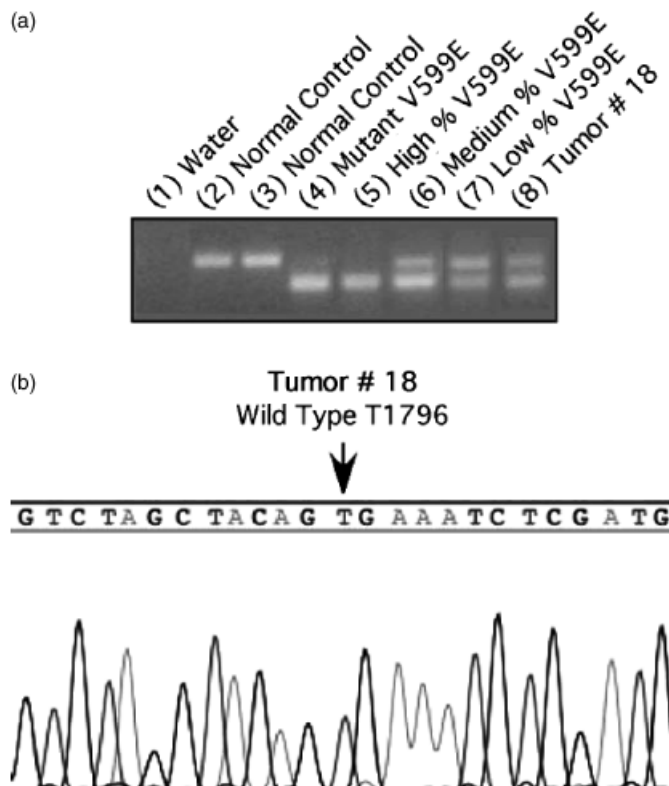 (a)
(1) Water
(2) Normal Control
(3) Normal Control
(4) Mutant V599E
(5) High % V599E
(6) Medium % V599E
(7) Low % V599E
(8) Tumor # 18
(b)
Tumor # 18
Wild Type T1796
G T C T A G C T A C A G T G A A A T C T C G A T G